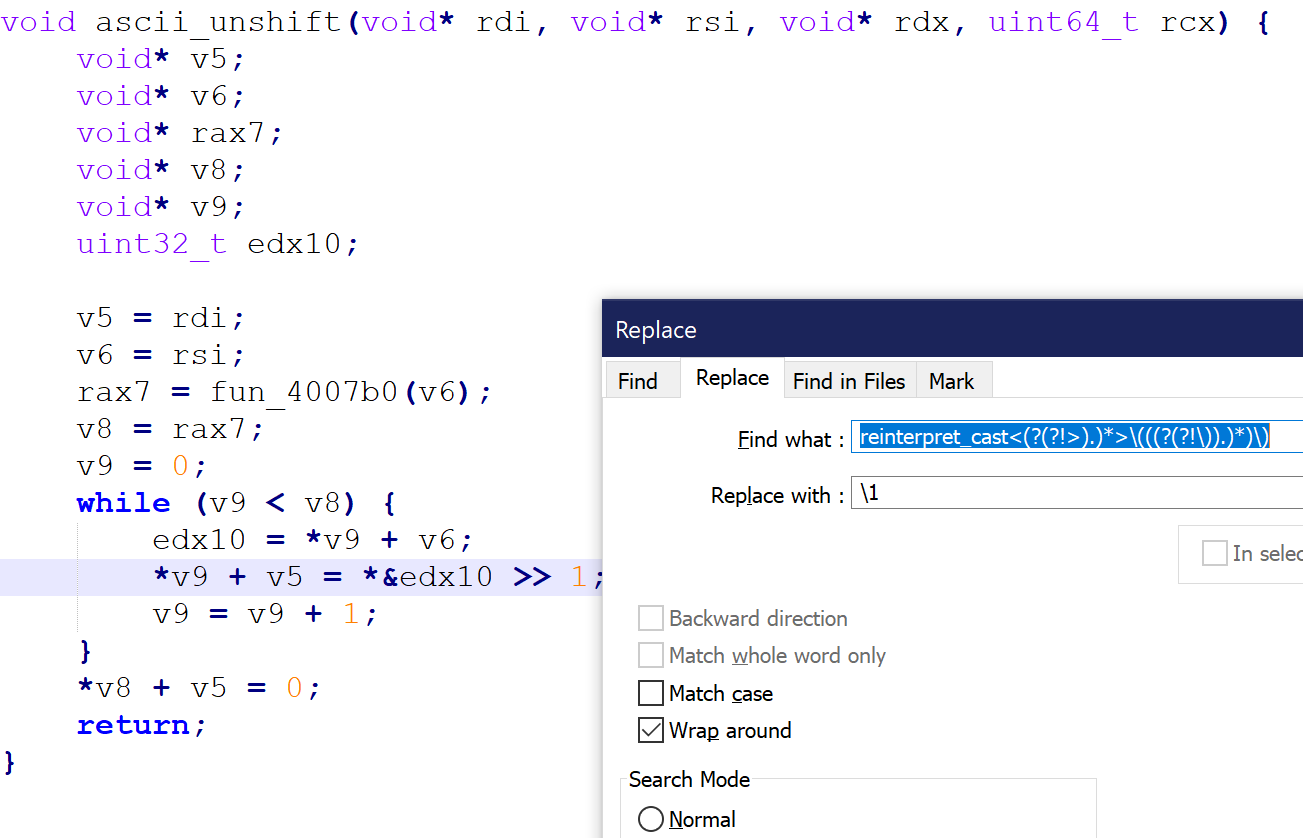 void ascii_unshift(void* rdi, void* rsi, void* rdx, uint64_t rcx) {
void* v5;
void* v6;
void* rax7;
void* v8;
void* v9;
uint32_t edx10;
v5 = rdi;
v6 = rsi;
rax7 = fun_4007b0(v6);
v8 = rax7;
v9 = 0;
while (v9 < v8) {
edx10 = *v9 + v6;
*v9 + v5 = *&edx10 >> 1;
v9 = v9 + 1;
}
*v8 + v5 = 0;
return;
}
Replace
Find Replace Find in Files Mark
Find what : reinterpret_cast<(?(?!>).)*>\(((?(?!\)).)*)\)
Replace with : \1
In selec
Backward direction
Match whole word only
Match case
Wrap around
Search Mode
Normal